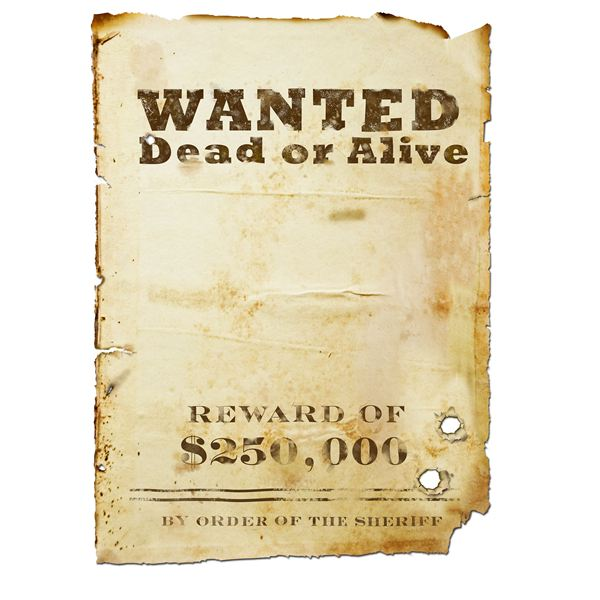 WANTED
Dead or Alive
REWARD OF
$250,000
BY ORDER OF THE SHERIFF